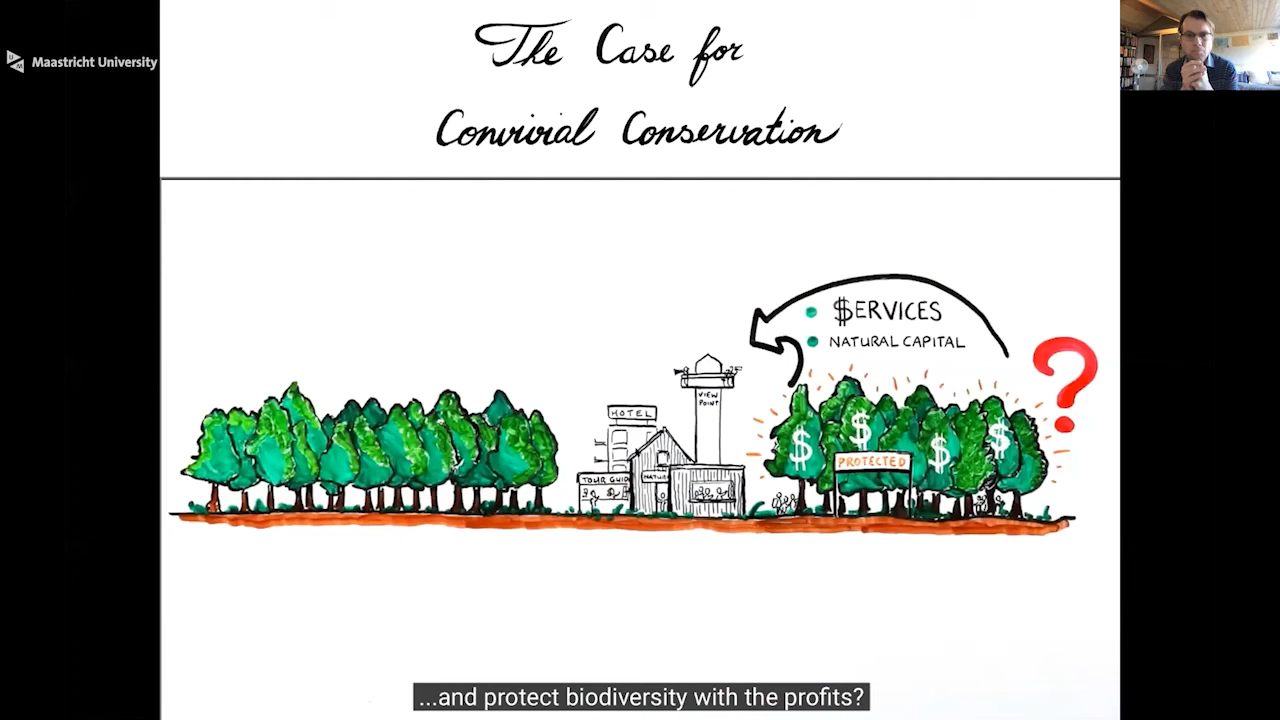 Maastricht University
The Case for
Convivial Conservation
$ERVICES
NATURAL CAPITAL
?
VIEW
POINT
HOTEL
$ $ $ $
PROTECTED
TOUR GUID
NATUR
...and protect biodiversity with the profits?